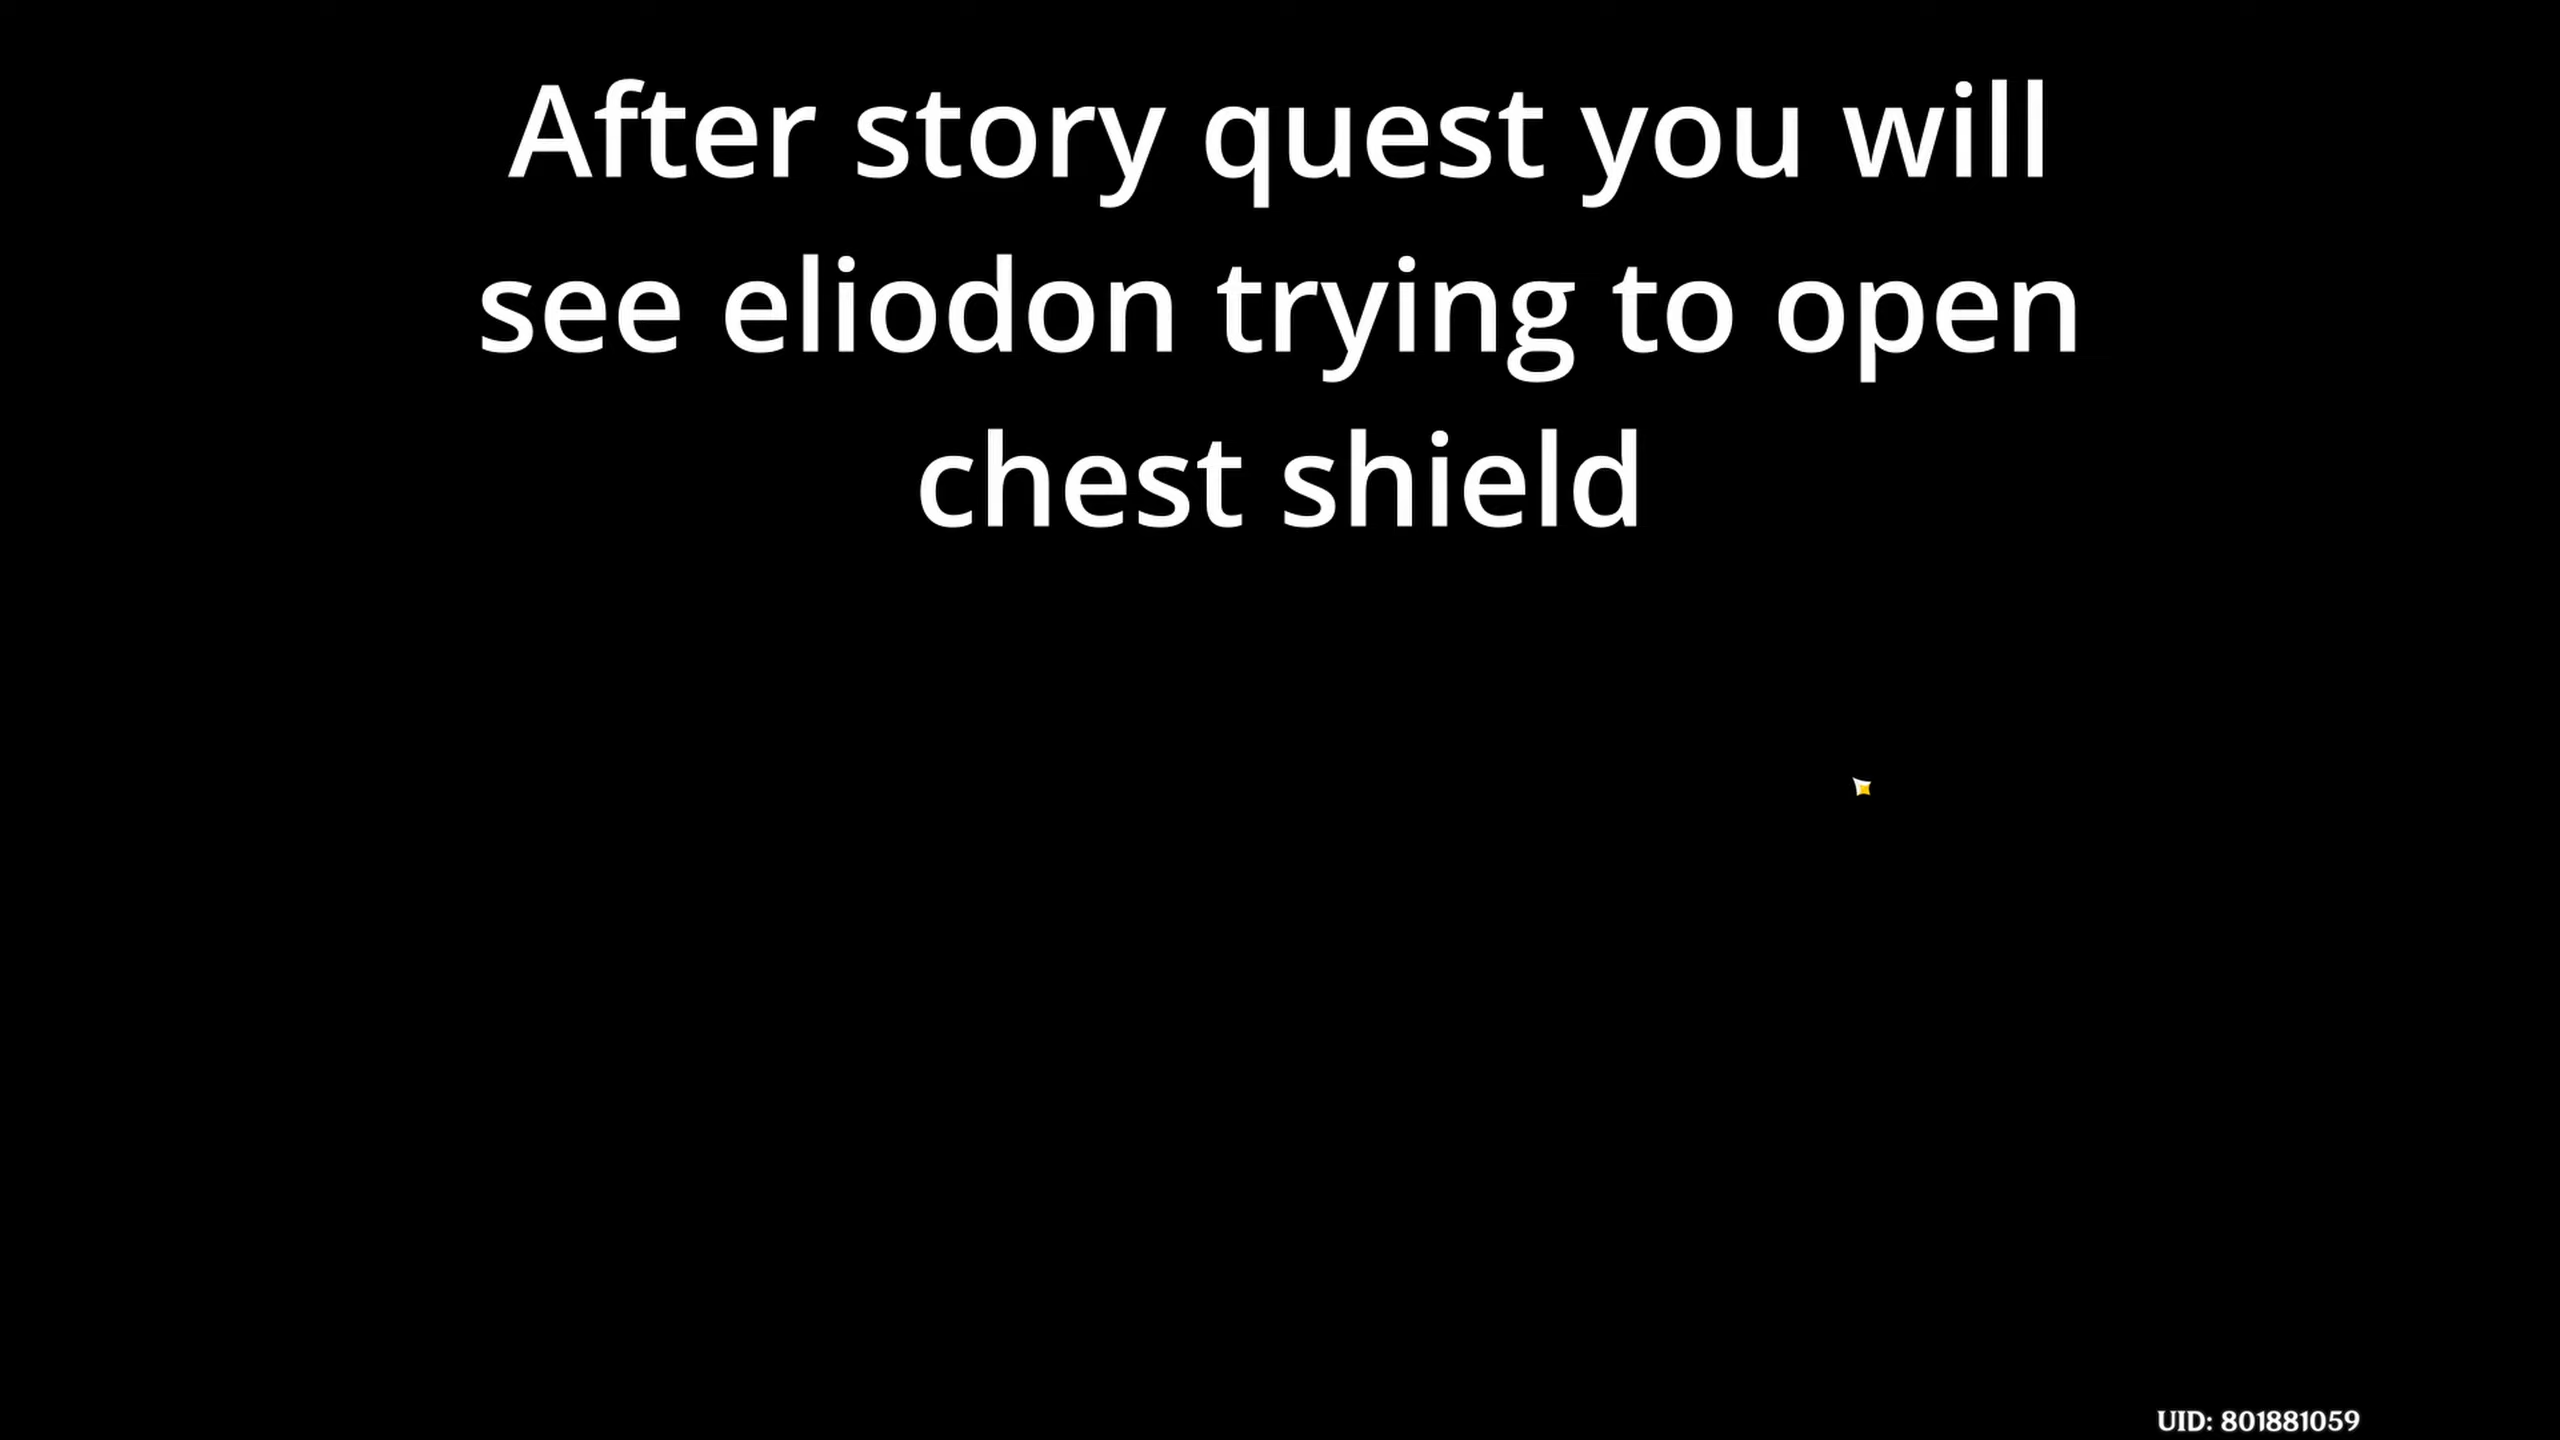 After story quest you will
see eliodon trying to open
chest shield
UID: 801881059